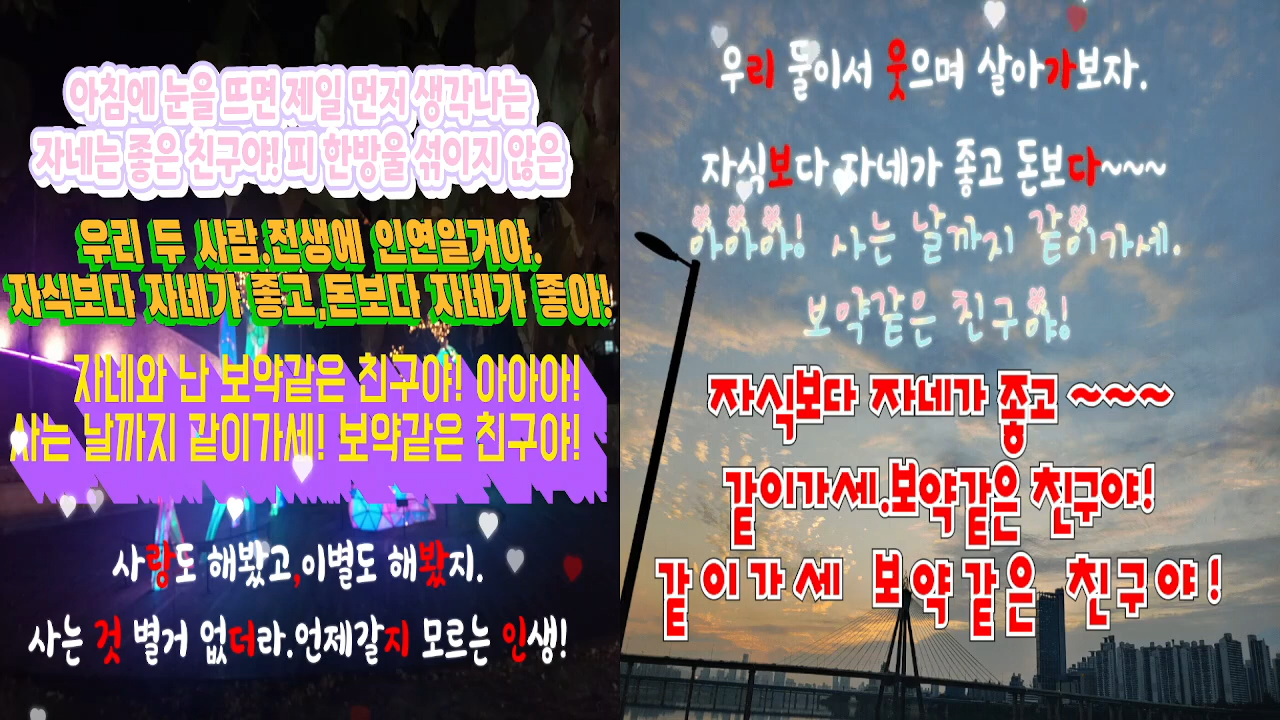 아침에 눈을 뜨면 제일 먼저 생각나는
자네는 좋은 친구야! 피 한방울 섞이지 않은
우리 두 사람.전생에 인연일거야.
자식보다 자네가 좋고,돈보다 자네가 좋아!
자네와 난 보약같은 친구야! 아아아!
사는 날까지 같이가세! 보약같은 친구야!
사랑도 해봤고,이별도 해봤지.
사는 것 별거 없더라.언제갈지 모르는 인생!
우리 둘이서 웃으며 살아가보자.
자식보다 자네가 좋고 돈보다~~~
아아아! 사는 날까지 같이가세.
보약같은 친구야!
자식보다 자네가 좋고 ~~~
같이가세.보약같은 친구야!
같이가세 보약같은 친구야!